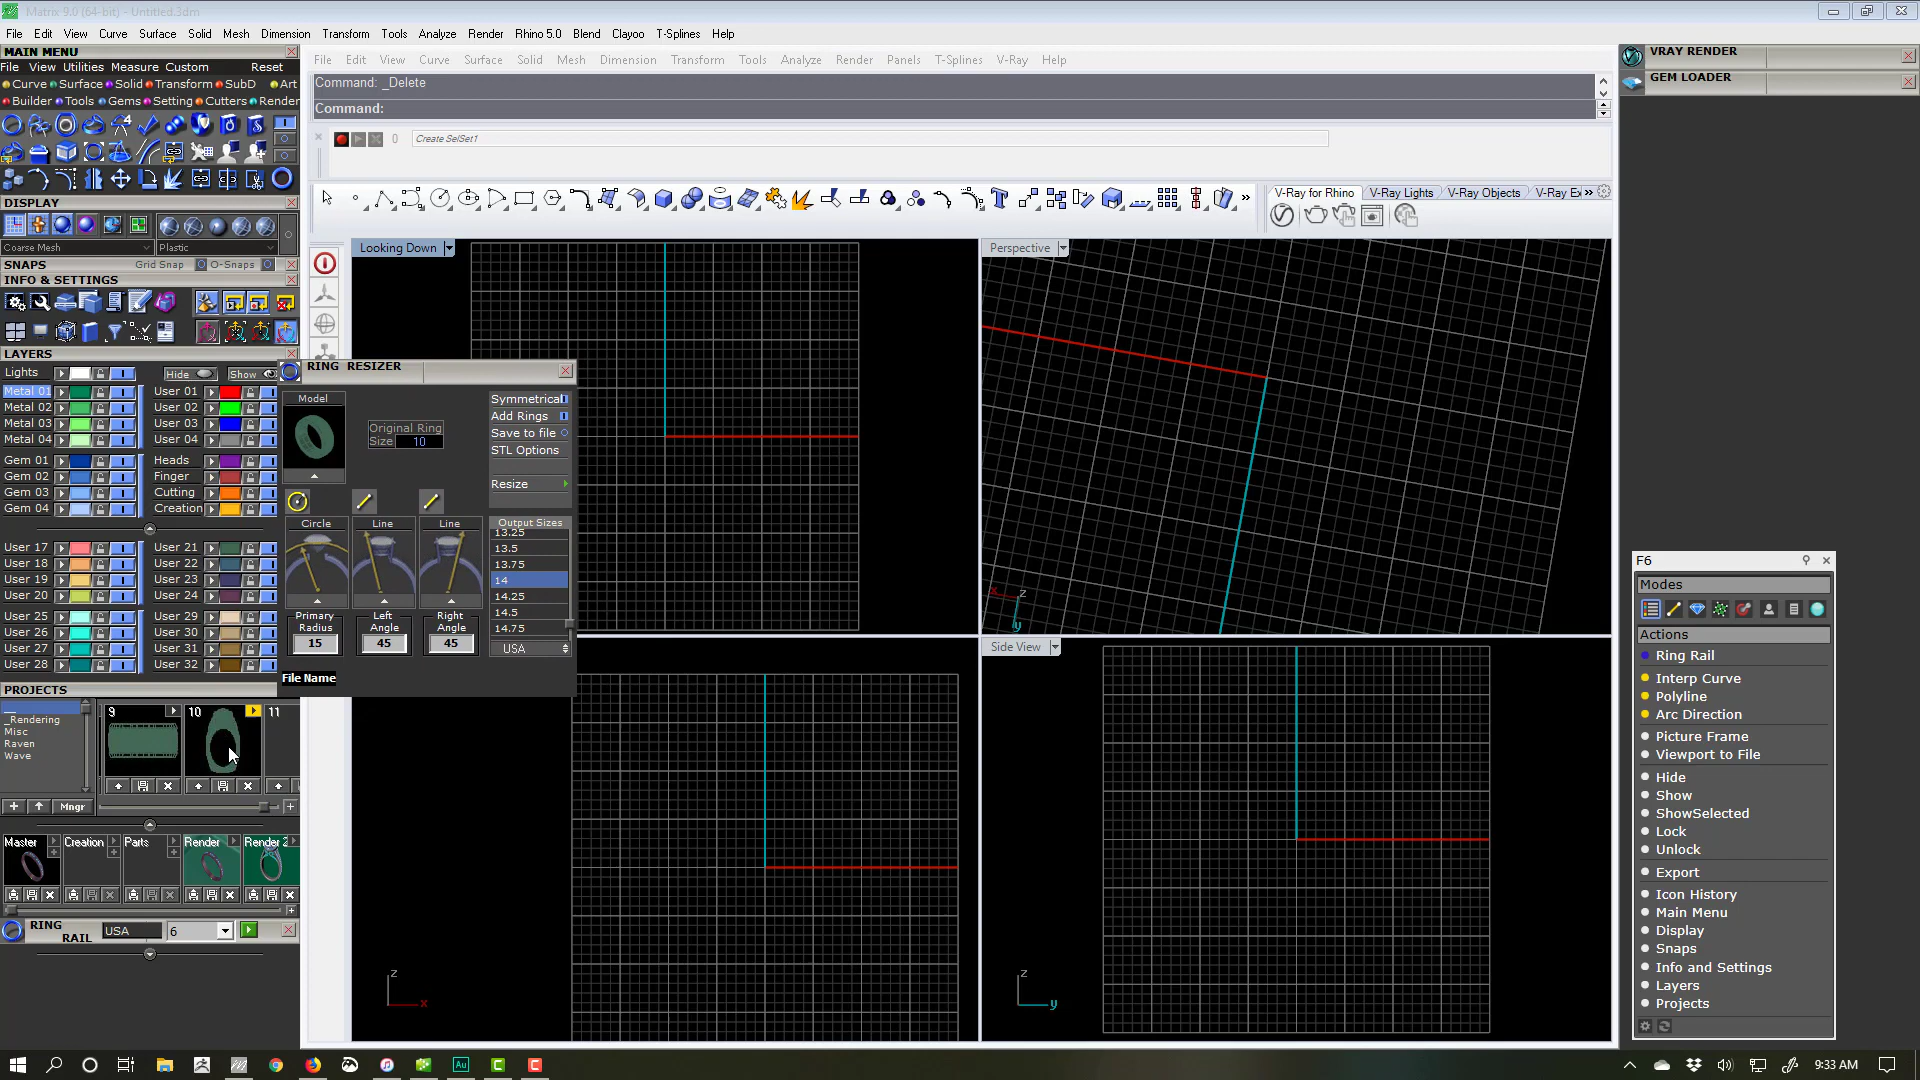 Matrix 9.0 (64-bit) - Untitled.3dm
File Edit View Curve Surface Solid Mesh Dimension Transform Tools Analyze Render Rhino 5.0 Blend Clayoo T-Splines Help
MAIN MENU
File View Utilities Measure Custom Reset
Curve Surface Solid Transform SubD Art
Builder Tools Gems Setting Cutters Render
DISPLAY
Coarse Mesh Plastic
SNAPS Grid Snap O-Snaps
INFO & SETTINGS
LAYERS
Lights Hide Show
Metal 01 User 01
Metal 02 User 02
Metal 03 User 03
Metal 04 User 04
Gem 01 Heads
Gem 02 Finger
Gem 03 Cutting
Gem 04 Creation
User 17 User 21
User 18 User 22
User 19 User 23
User 20 User 24
User 25 User 29
User 26 User 30
User 27 User 31
User 28 User 32
PROJECTS
_Rendering
Misc
Raven
Wave
9 10 11
Mngr
Master Creation Parts Render Render 2
RING RAIL USA 6
File Edit View Curve Surface Solid Mesh Dimension Transform Tools Analyze Render Panels T-Splines V-Ray Help
Command: _Delete
Command:
0 Create SelSet1
V-Ray for Rhino V-Ray Lights V-Ray Objects V-Ray Ex
Looking Down
Perspective
Side View
RING RESIZER
Model
Original Ring
Size 10
Symmetrical
Add Rings
Save to file
STL Options
Resize
Circle Line Line
Output Sizes
13.25
13.5
13.75
14
14.25
14.5
14.75
USA
Primary Radius
15
Left Angle
45
Right Angle
45
File Name
x
z
y
z
x
z
y
VRAY RENDER
GEM LOADER
F6
Modes
Actions
Ring Rail
Interp Curve
Polyline
Arc Direction
Picture Frame
Viewport to File
Hide
Show
ShowSelected
Lock
Unlock
Export
Icon History
Main Menu
Display
Snaps
Info and Settings
Layers
Projects
Au
C
C
9:33 AM